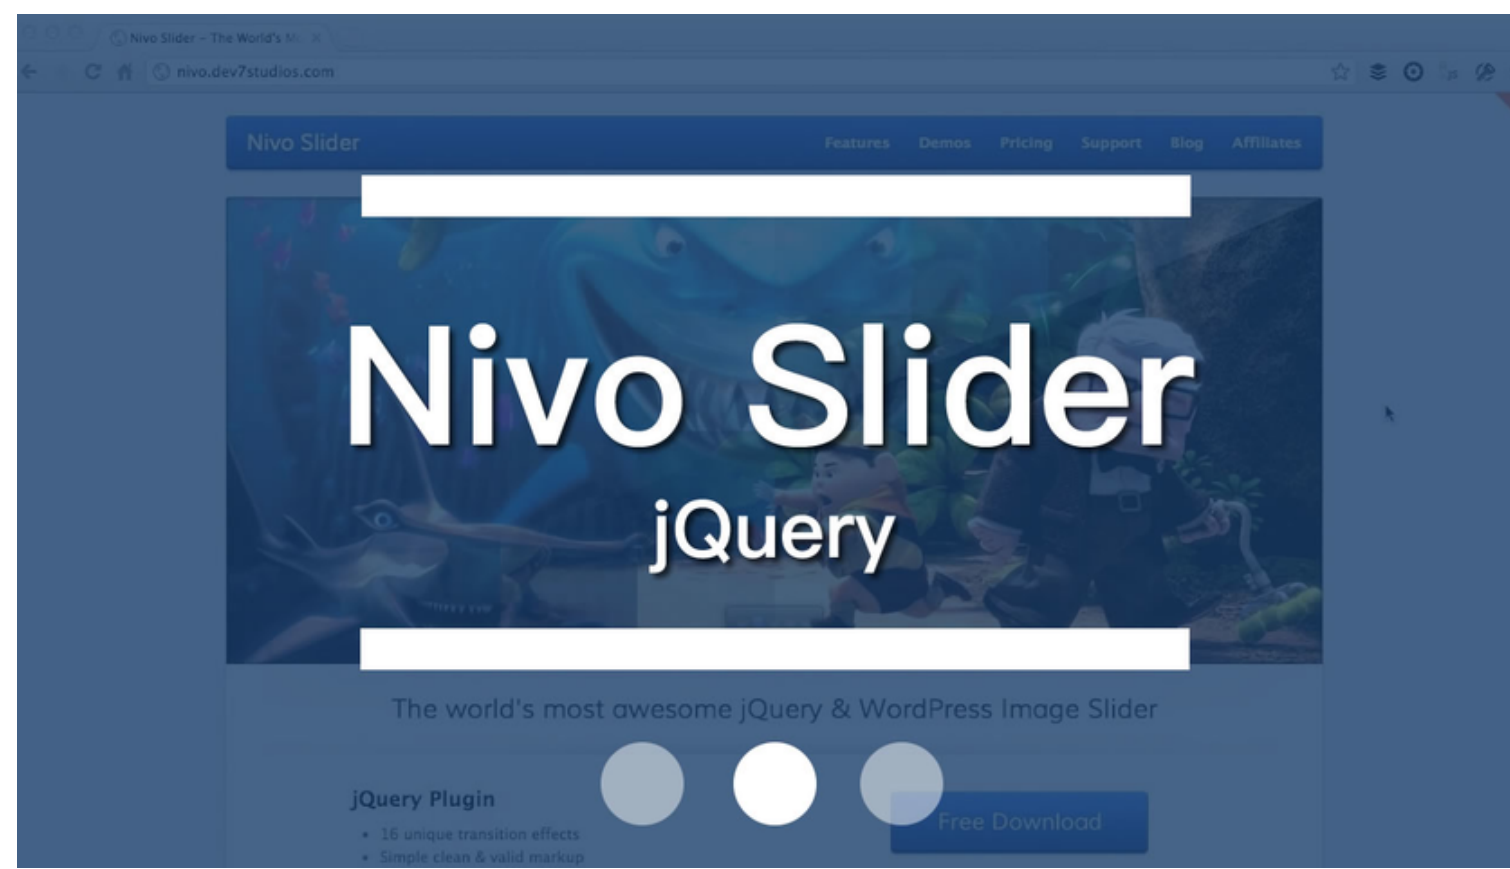 Nivo Slider – The World's Mo
nivo.dev7studios.com
Nivo Slider
Features Demos Pricing Support Blog Affiliates
Nivo Slider
jQuery
The world's most awesome jQuery & WordPress Image Slider
jQuery Plugin
• 16 unique transition effects
• Simple clean & valid markup
Free Download